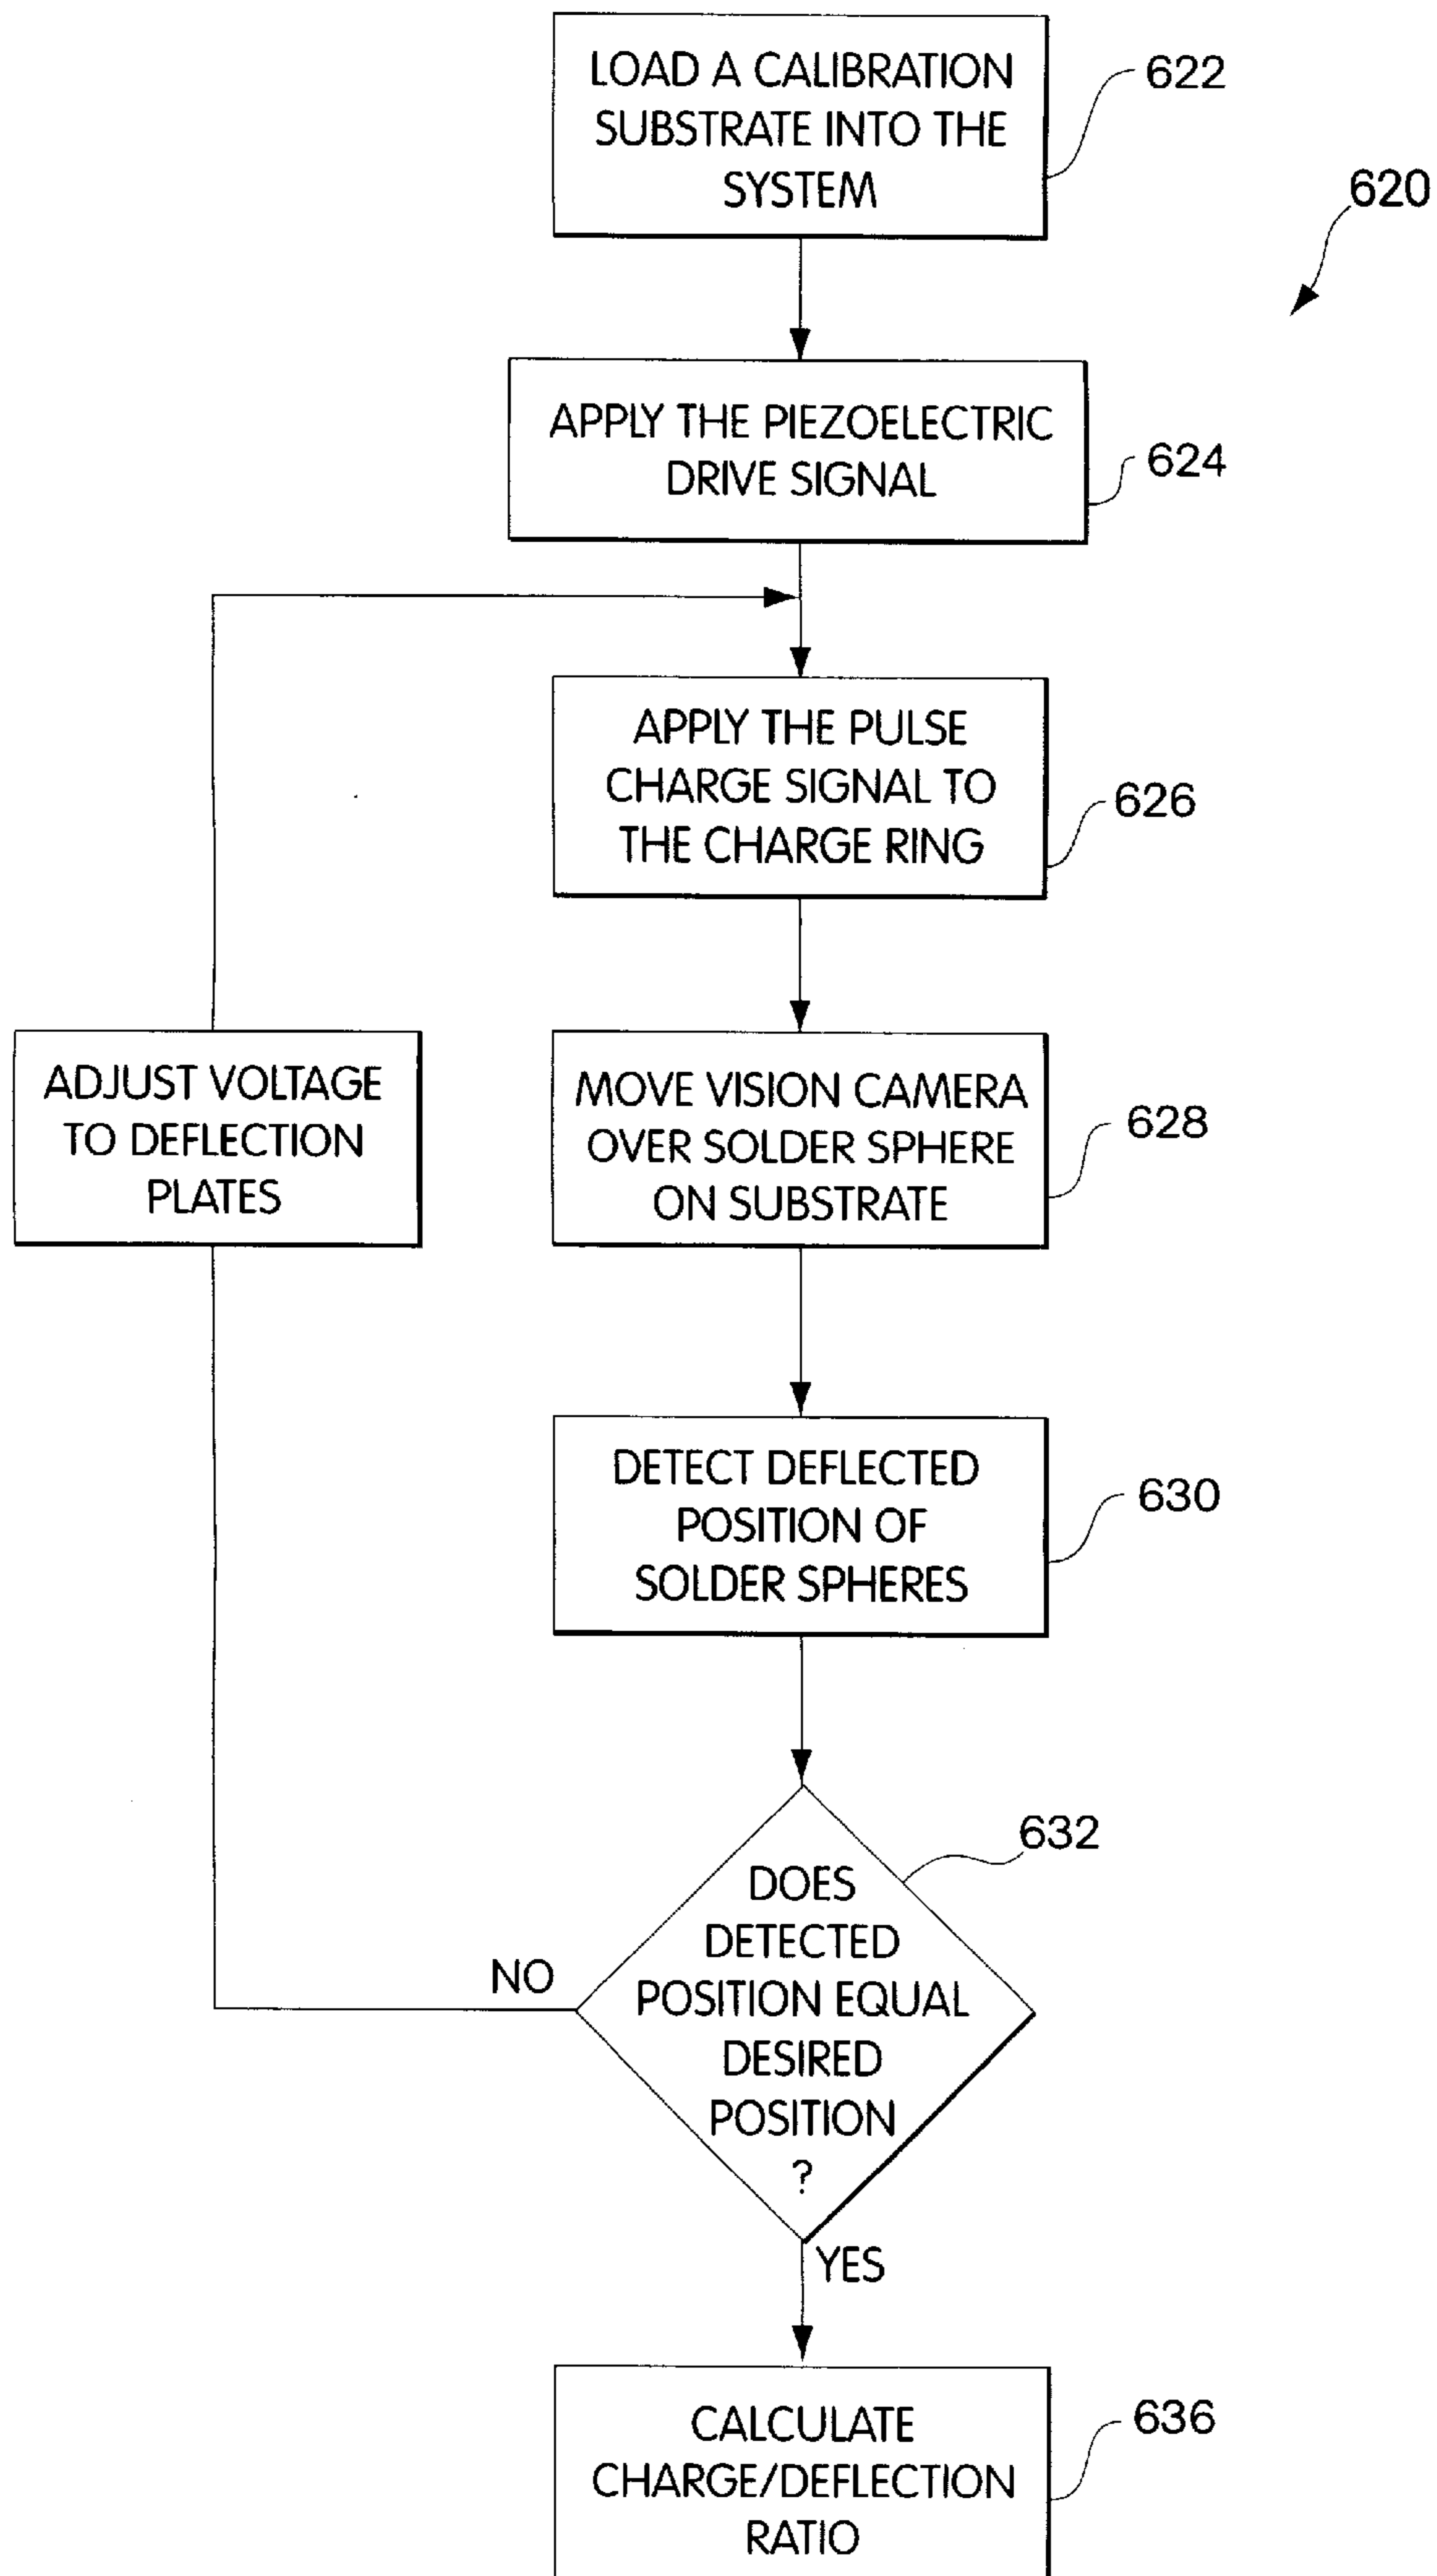 LOAD A CALIBRATION
SUBSTRATE INTO THE
SYSTEM
622
620
APPLY THE PIEZOELECTRIC
DRIVE SIGNAL
624
APPLY THE PULSE
CHARGE SIGNAL TO
THE CHARGE RING
626
ADJUST VOLTAGE
TO DEFLECTION
PLATES
MOVE VISION CAMERA
OVER SOLDER SPHERE
ON SUBSTRATE
628
DETECT DEFLECTED
POSITION OF
SOLDER SPHERES
630
632
DOES
DETECTED
POSITION EQUAL
DESIRED
POSITION
?
NO
YES
CALCULATE
CHARGE/DEFLECTION
RATIO
636